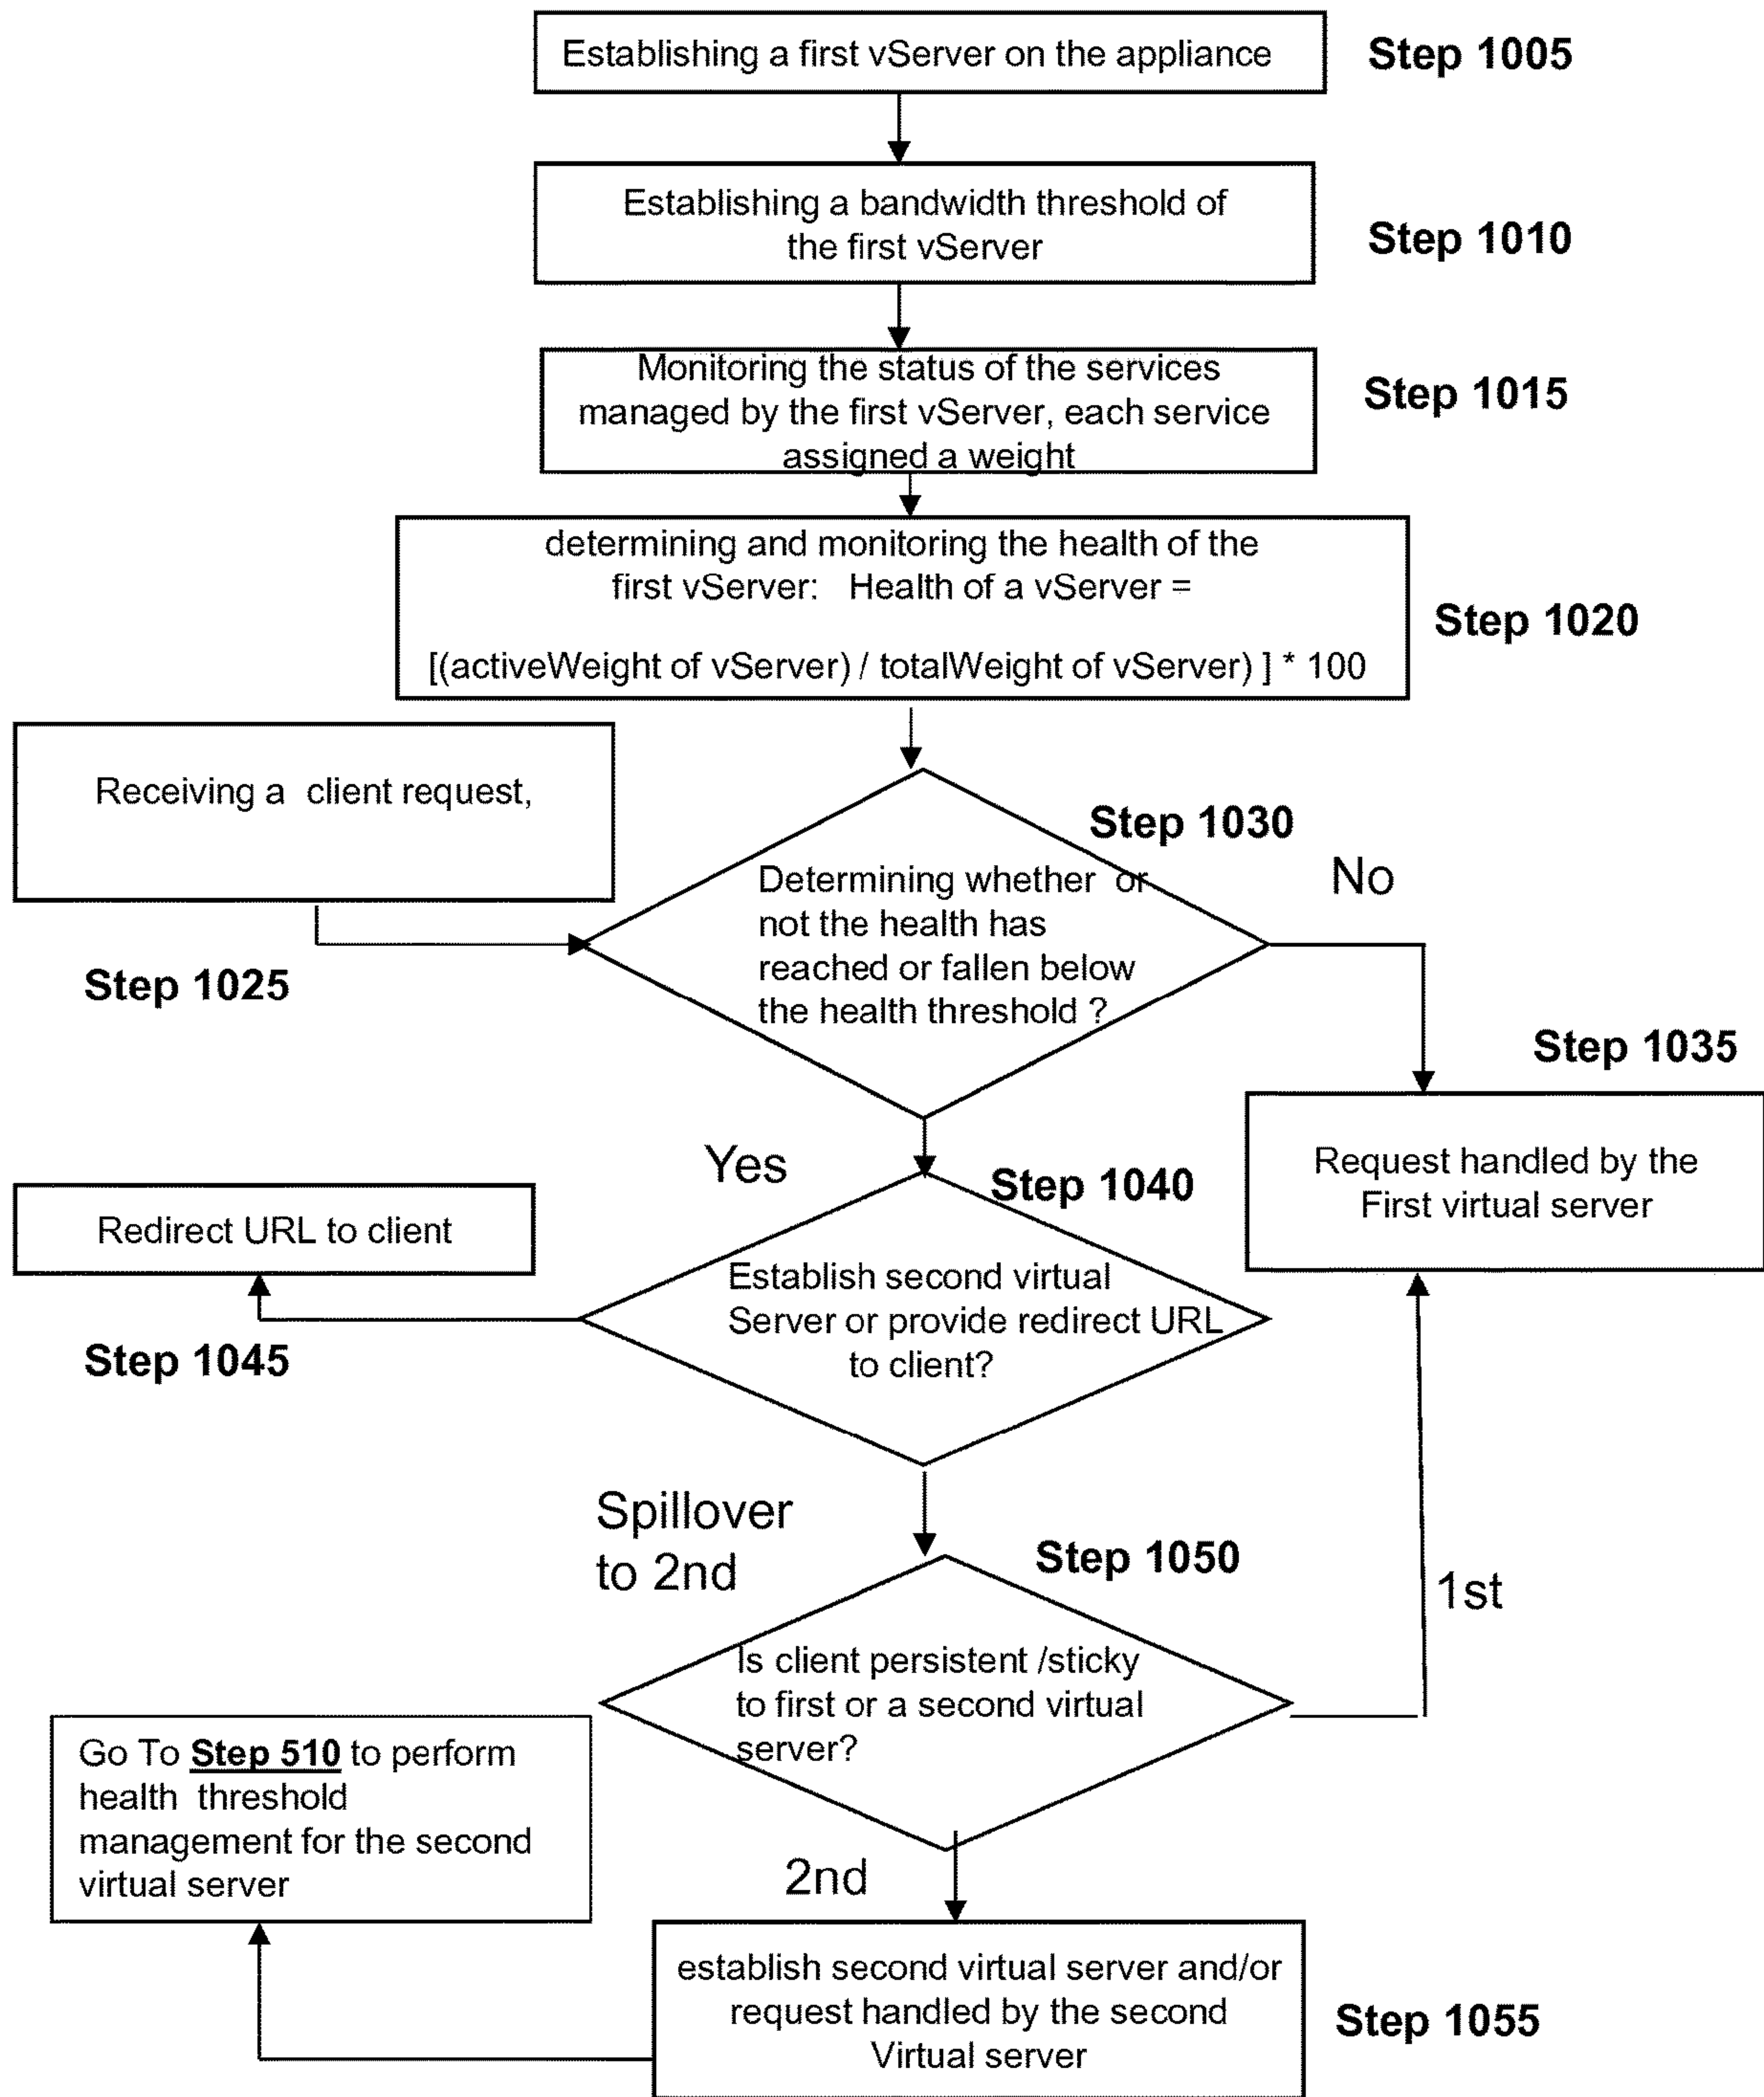 Establishing a first vServer on the appliance
Step 1005
Establishing a bandwidth threshold of
the first vServer
Step 1010
Monitoring the status of the services
managed by the first vServer, each service
assigned a weight
Step 1015
determining and monitoring the health of the
first vServer: Health of a vServer =
[(activeWeight of vServer) / totalWeight of vServer) ] * 100
Step 1020
Receiving a client request,
Step 1025
Step 1030
Determining whether or
not the health has
reached or fallen below
the health threshold ?
No
Step 1035
Request handled by the
First virtual server
Yes
Step 1040
Establish second virtual
Server or provide redirect URL
to client?
Redirect URL to client
Step 1045
Spillover
to 2nd
Step 1050
Is client persistent /sticky
to first or a second virtual
server?
1st
2nd
Go To Step 510 to perform
health threshold
management for the second
virtual server
establish second virtual server and/or
request handled by the second
Virtual server
Step 1055